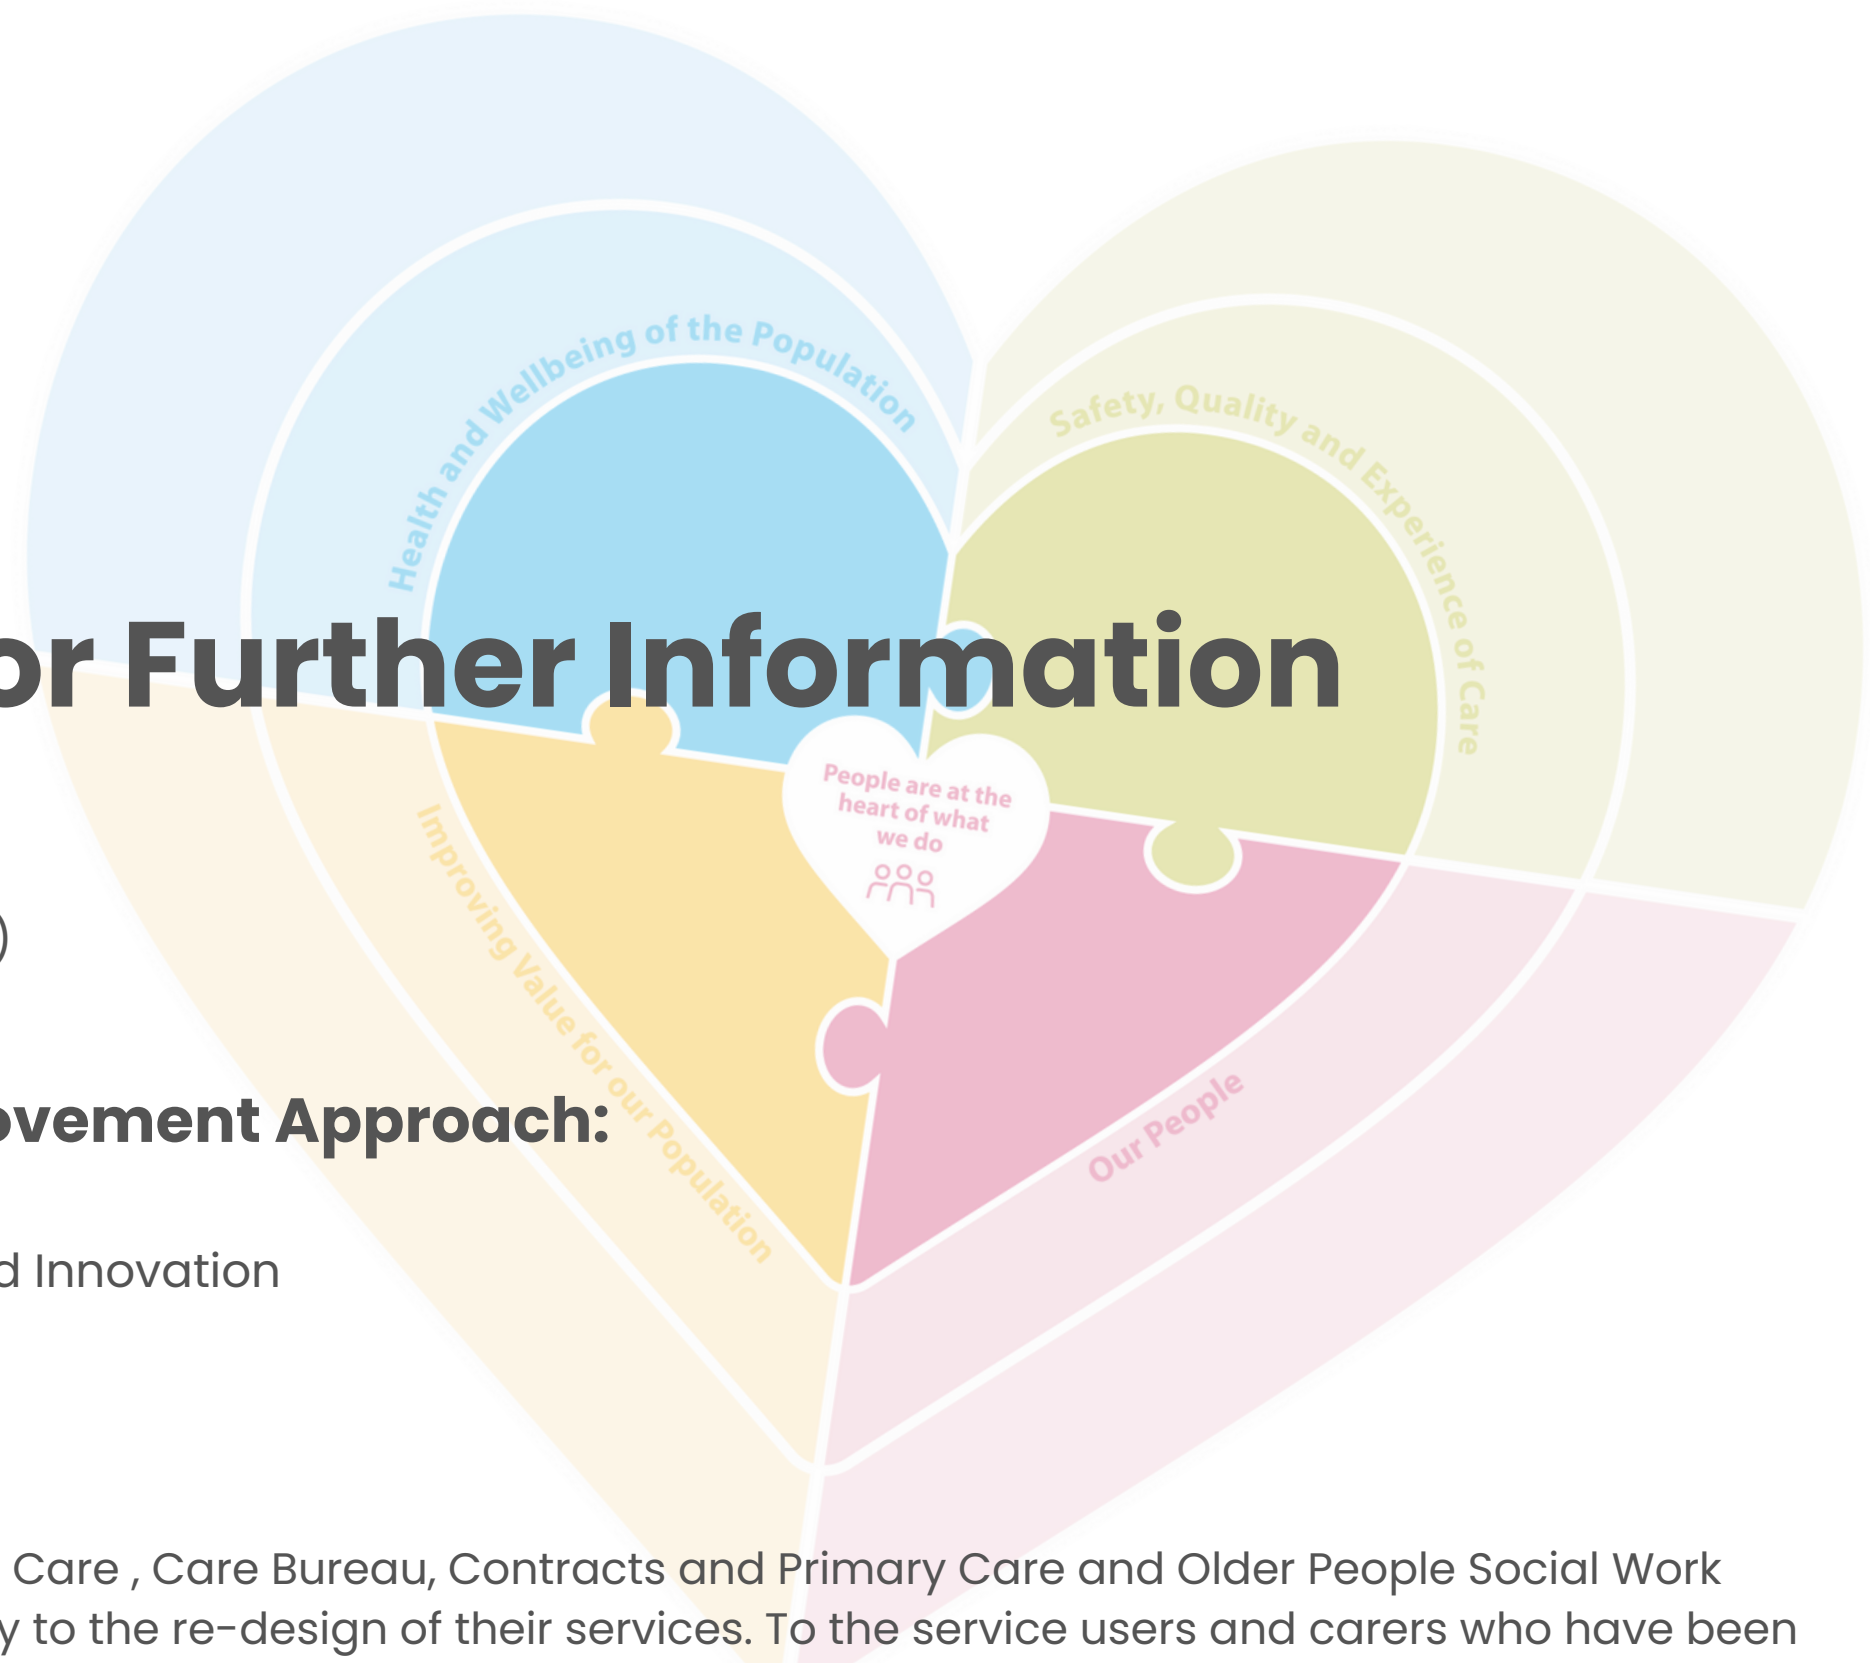 Health and Wellbeing of the Population
Safety, Quality and Experience of Care
or Further Information
People are at the
heart of what
we do
Improving Value for our Population
)
ovement Approach:
Our People
d Innovation
Care , Care Bureau, Contracts and Primary Care and Older People Social Work
y to the re-design of their services. To the service users and carers who have been